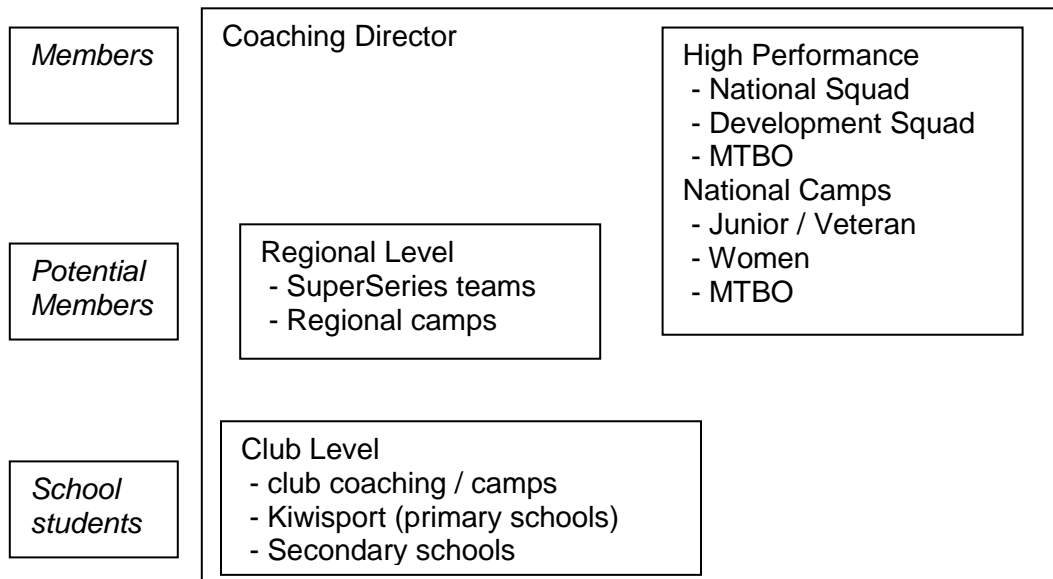 Members
Potential
Members
School
students
Coaching Director
High Performance
- National Squad
- Development Squad
- MTBO
National Camps
- Junior / Veteran
- Women
- MTBO
Regional Level
- SuperSeries teams
- Regional camps
Club Level
- club coaching / camps
- Kiwisport (primary schools)
- Secondary schools